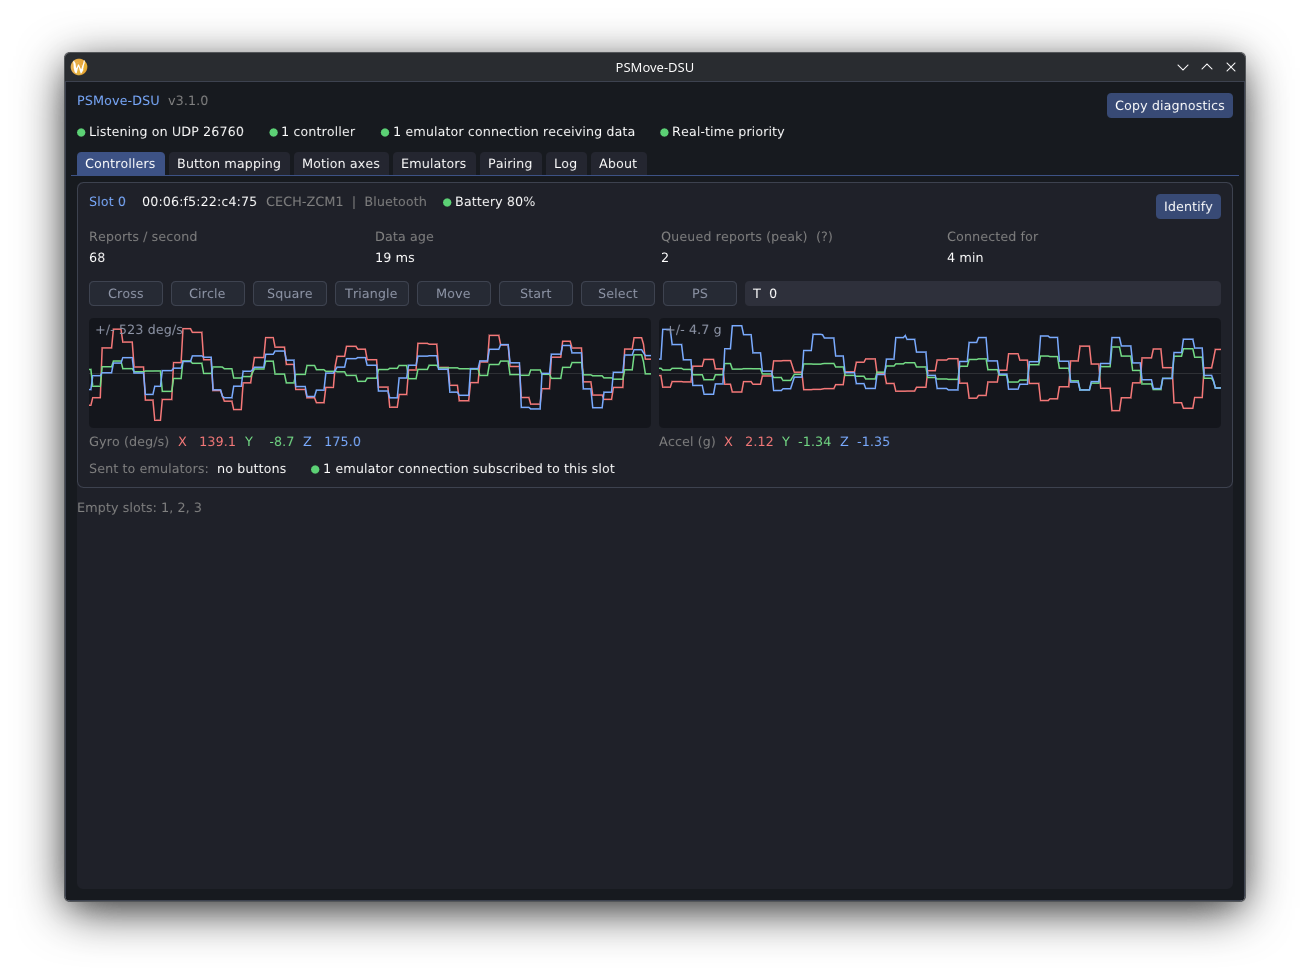 PSMove-DSU
PSMove-DSU v3.1.0
Copy diagnostics
Listening on UDP 26760 1 controller 1 emulator connection receiving data Real-time priority
Controllers Button mapping Motion axes Emulators Pairing Log About
Slot 0 00:06:f5:22:c4:75 CECH-ZCM1 | Bluetooth Battery 80%
Identify
Reports / second Data age Queued reports (peak) (?) Connected for
68 19 ms 2 4 min
Cross Circle Square Triangle Move Start Select PS T 0
+/- 523 deg/s +/- 4.7 g
Gyro (deg/s) X 139.1 Y -8.7 Z 175.0 Accel (g) X 2.12 Y -1.34 Z -1.35
Sent to emulators: no buttons 1 emulator connection subscribed to this slot
Empty slots: 1, 2, 3